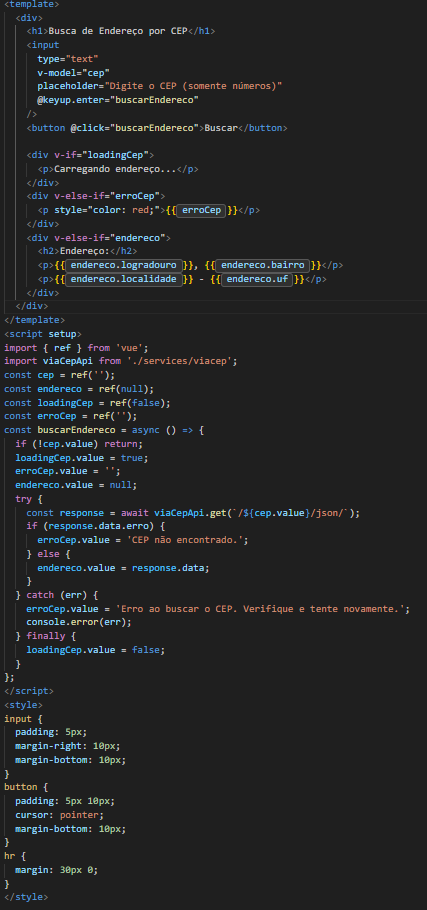 <template>
  <div>
    <h1>Busca de Endereço por CEP</h1>
    <input
      type="text"
      v-model="cep"
      placeholder="Digite o CEP (somente números)"
      @keyup.enter="buscarEndereco"
    />
    <button @click="buscarEndereco">Buscar</button>

    <div v-if="loadingCep">
      <p>Carregando endereço...</p>
    </div>
    <div v-else-if="erroCep">
      <p style="color: red;">{{ erroCep }}</p>
    </div>
    <div v-else-if="endereco">
      <h2>Endereço:</h2>
      <p>{{ endereco.logradouro }}, {{ endereco.bairro }}</p>
      <p>{{ endereco.localidade }} - {{ endereco.uf }}</p>
    </div>
  </div>
</template>
<script setup>
import { ref } from 'vue';
import viaCepApi from './services/viacep';
const cep = ref('');
const endereco = ref(null);
const loadingCep = ref(false);
const erroCep = ref('');
const buscarEndereco = async () => {
  if (!cep.value) return;
  loadingCep.value = true;
  erroCep.value = '';
  endereco.value = null;
  try {
    const response = await viaCepApi.get(`/${cep.value}/json/`);
    if (response.data.erro) {
      erroCep.value = 'CEP não encontrado.';
    } else {
      endereco.value = response.data;
    }
  } catch (err) {
    erroCep.value = 'Erro ao buscar o CEP. Verifique e tente novamente.';
    console.error(err);
  } finally {
    loadingCep.value = false;
  }
};
</script>
<style>
input {
  padding: 5px;
  margin-right: 10px;
  margin-bottom: 10px;
}
button {
  padding: 5px 10px;
  cursor: pointer;
  margin-bottom: 10px;
}
hr {
  margin: 30px 0;
}
</style>